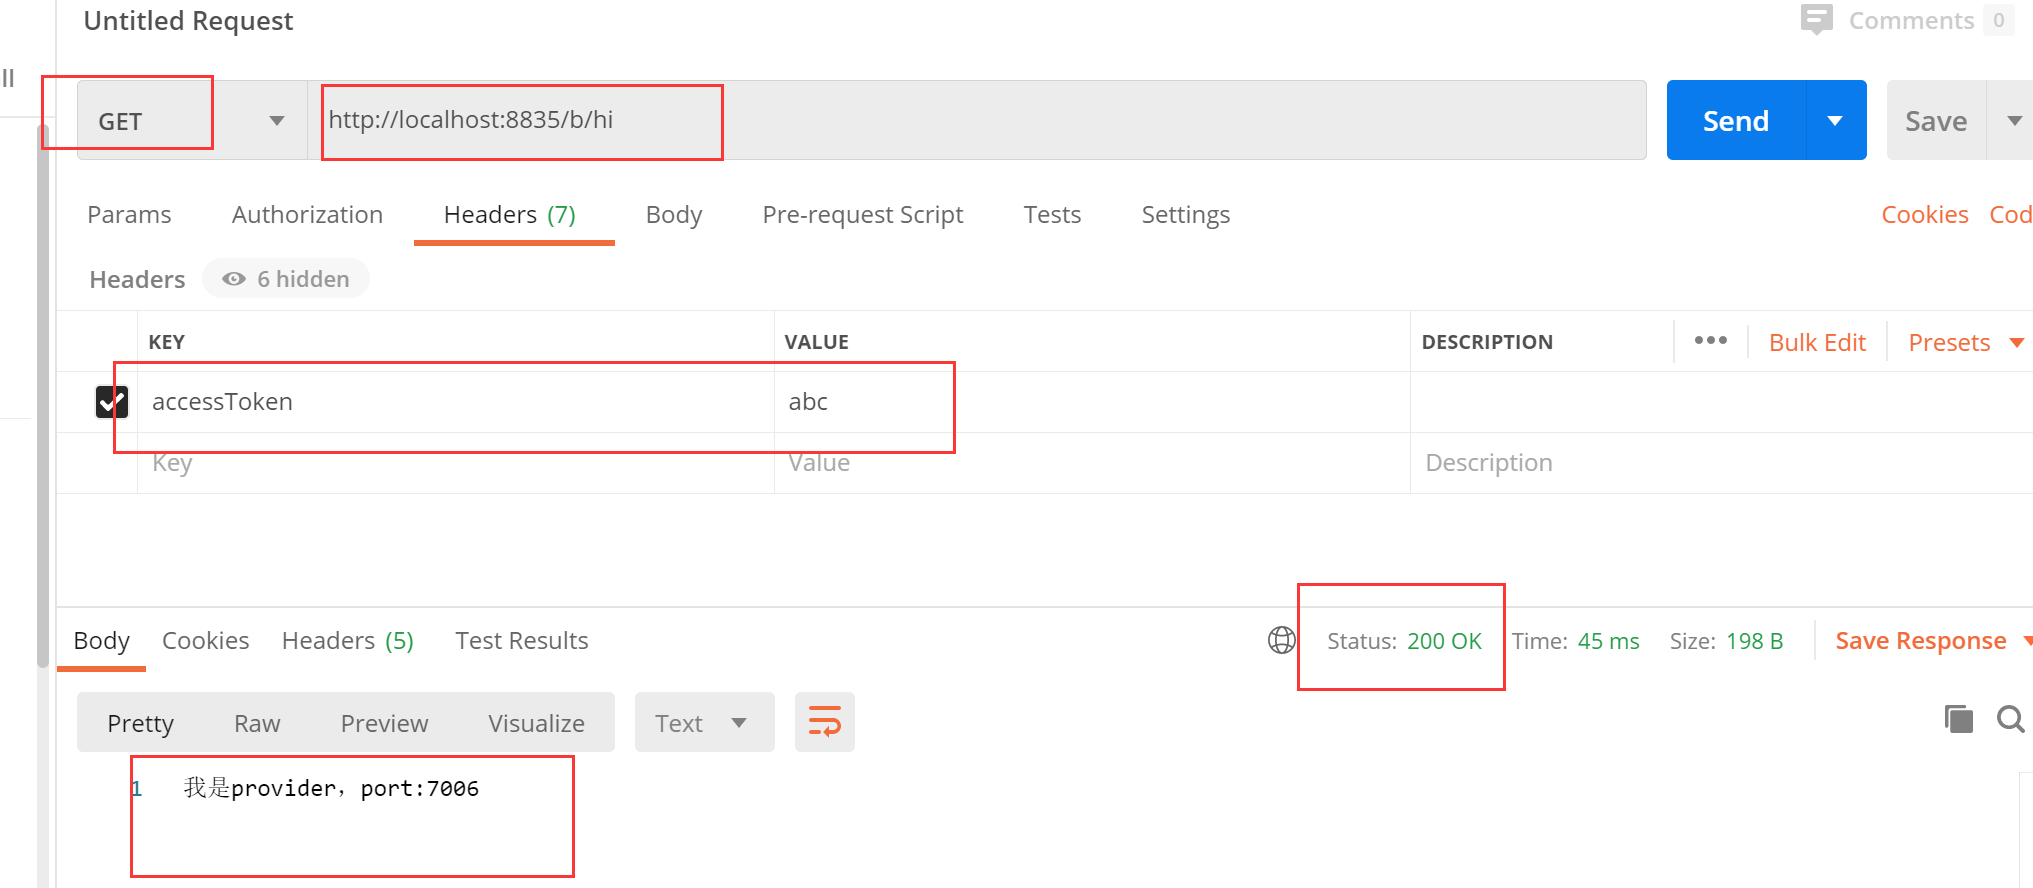 Untitled Request
Comments 0
ll
GET
http://localhost:8835/b/hi
Send
Save
Params Authorization Headers (7) Body Pre-request Script Tests Settings
Cookies Cod
Headers 6 hidden
KEY VALUE DESCRIPTION ••• Bulk Edit Presets
accessToken abc
Key Value Description
Body Cookies Headers (5) Test Results
Status: 200 OK Time: 45 ms Size: 198 B Save Response
Pretty Raw Preview Visualize Text
1 我是provider，port:7006